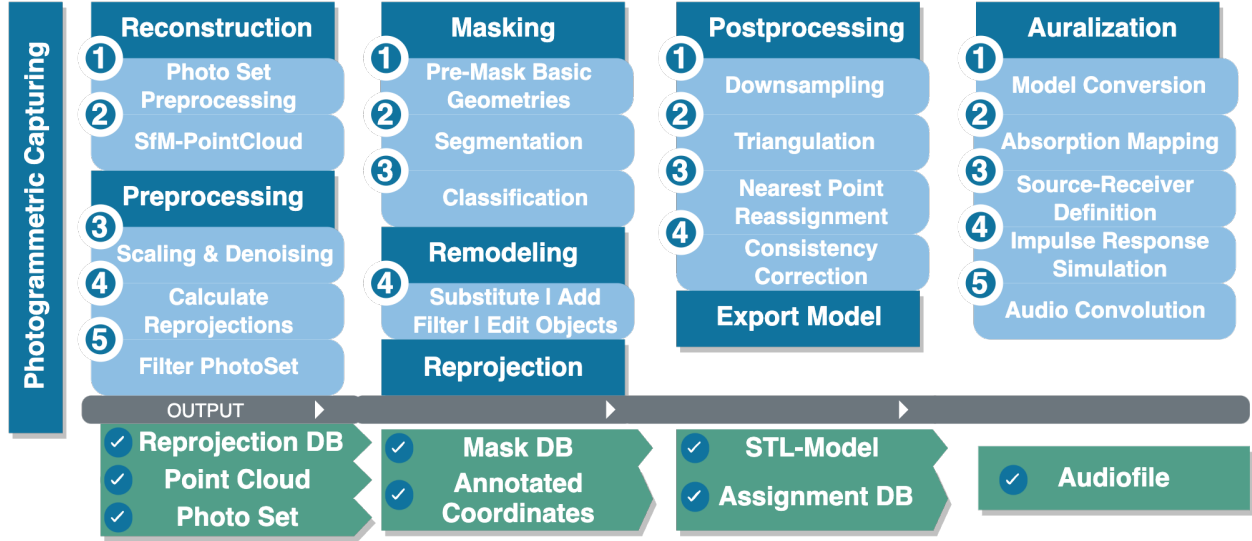 Photogrammetric Capturing
Reconstruction
1
Photo Set
Preprocessing
2
SfM-PointCloud
Preprocessing
3
Scaling & Denoising
4
Calculate
Reprojections
5
Filter PhotoSet
Masking
1
Pre-Mask Basic
Geometries
2
Segmentation
3
Classification
Remodeling
4
Substitute | Add
Filter | Edit Objects
Reprojection
Postprocessing
1
Downsampling
2
Triangulation
3
Nearest Point
Reassignment
4
Consistency
Correction
Export Model
Auralization
1
Model Conversion
2
Absorption Mapping
3
Source-Receiver
Definition
4
Impulse Response
Simulation
5
Audio Convolution
OUTPUT
Reprojection DB
Point Cloud
Photo Set
Mask DB
Annotated
Coordinates
STL-Model
Assignment DB
Audiofile